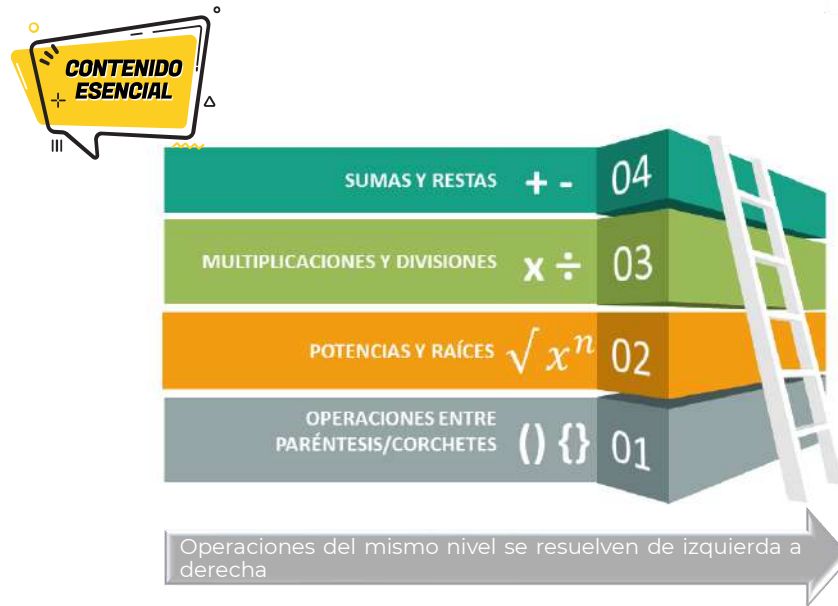 CONTENIDO
ESENCIAL
SUMAS Y RESTAS + - 04
MULTIPLICACIONES Y DIVISIONES x ÷ 03
POTENCIAS Y RAÍCES √ xⁿ 02
OPERACIONES ENTRE
PARÉNTESIS/CORCHETES () {} 01
Operaciones del mismo nivel se resuelven de izquierda a
derecha